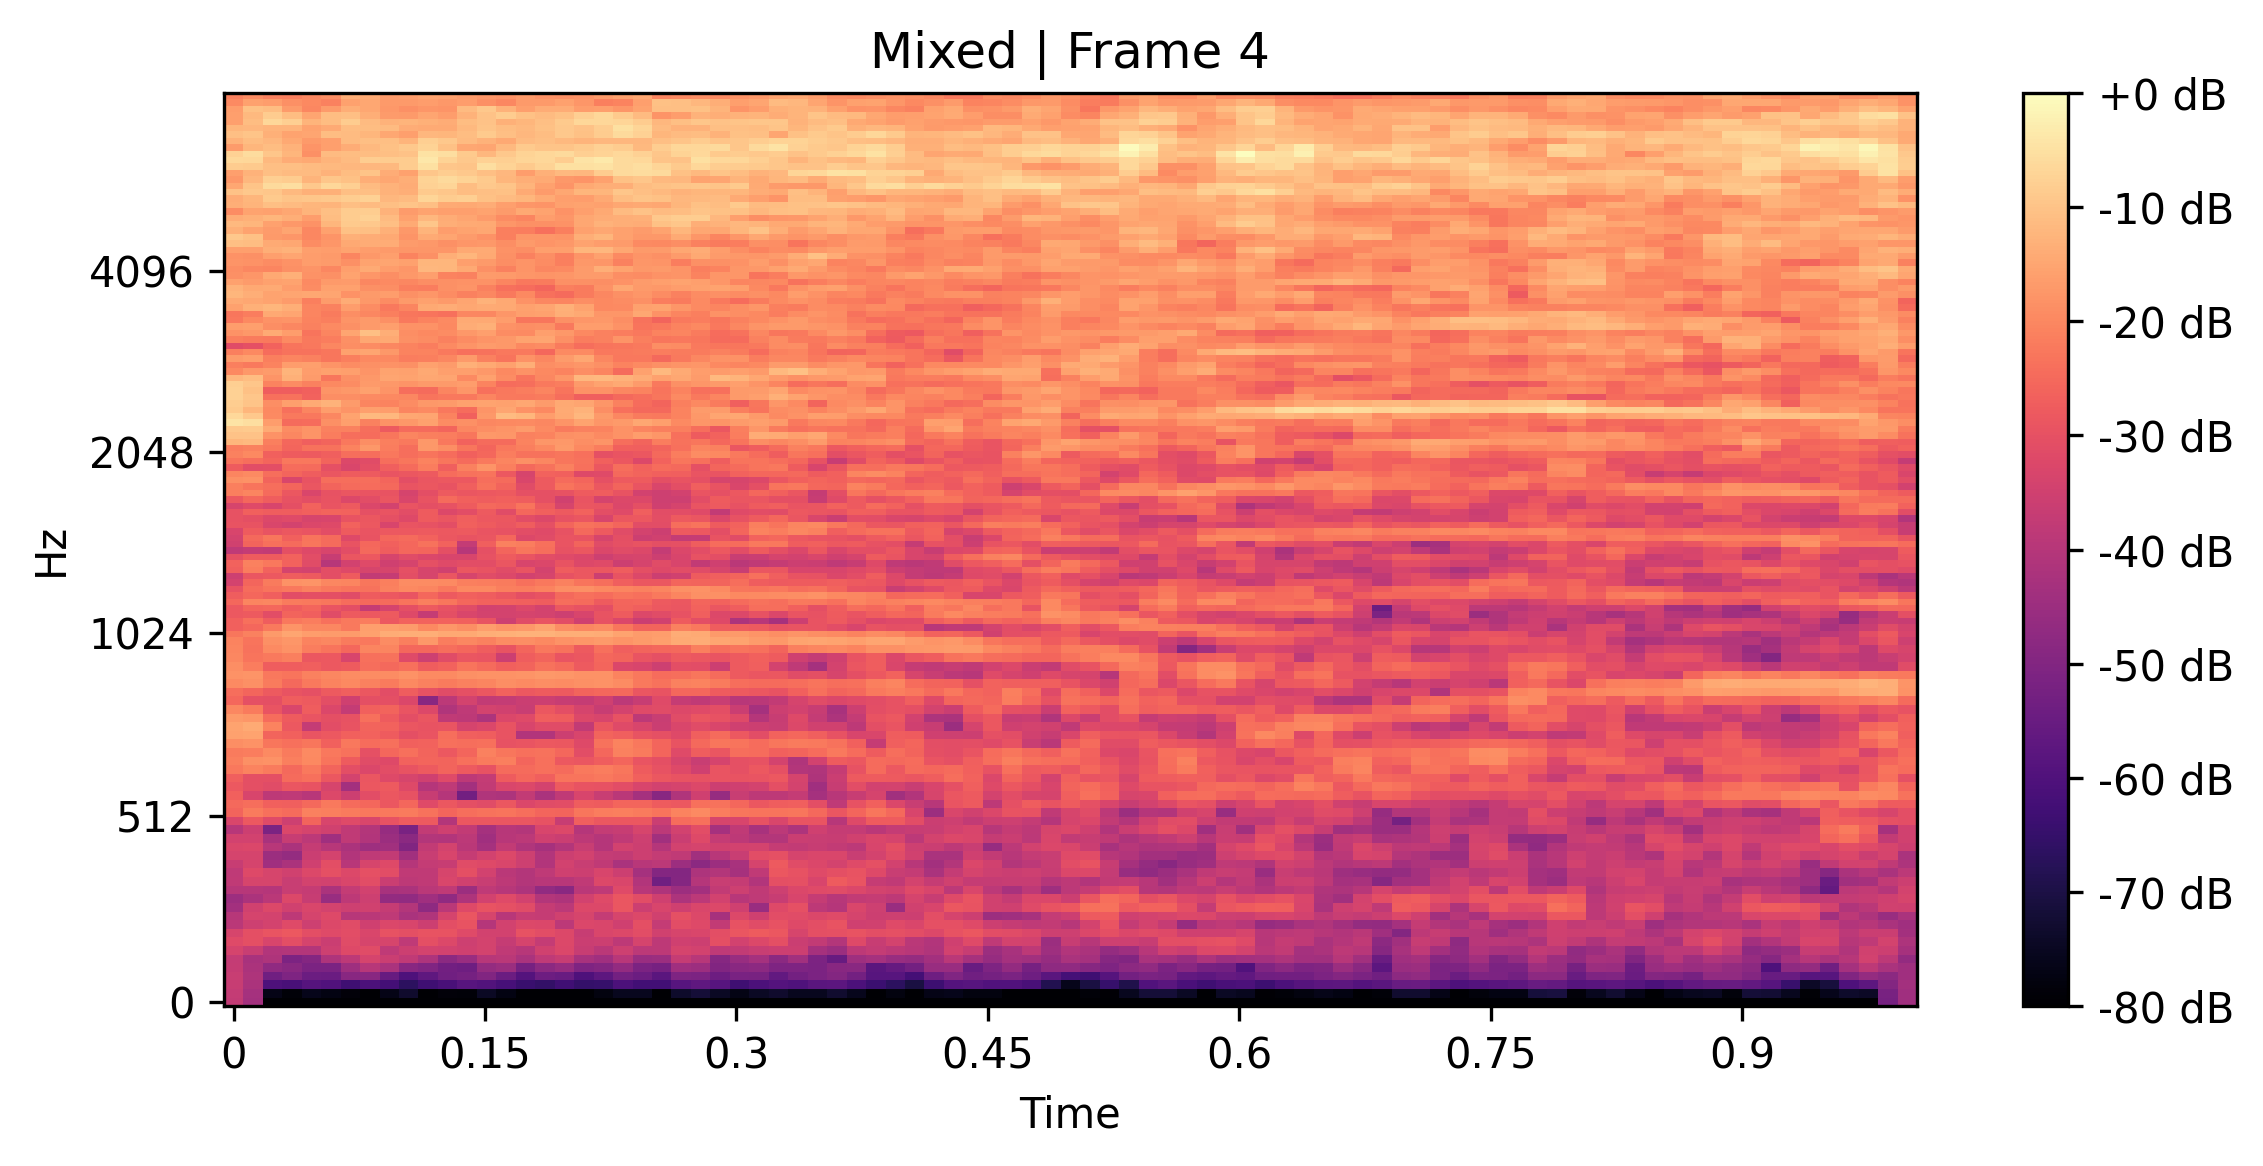 Mixed | Frame 4
Hz
4096
2048
1024
512
0
0 0.15 0.3 0.45 0.6 0.75 0.9
Time
+0 dB
-10 dB
-20 dB
-30 dB
-40 dB
-50 dB
-60 dB
-70 dB
-80 dB